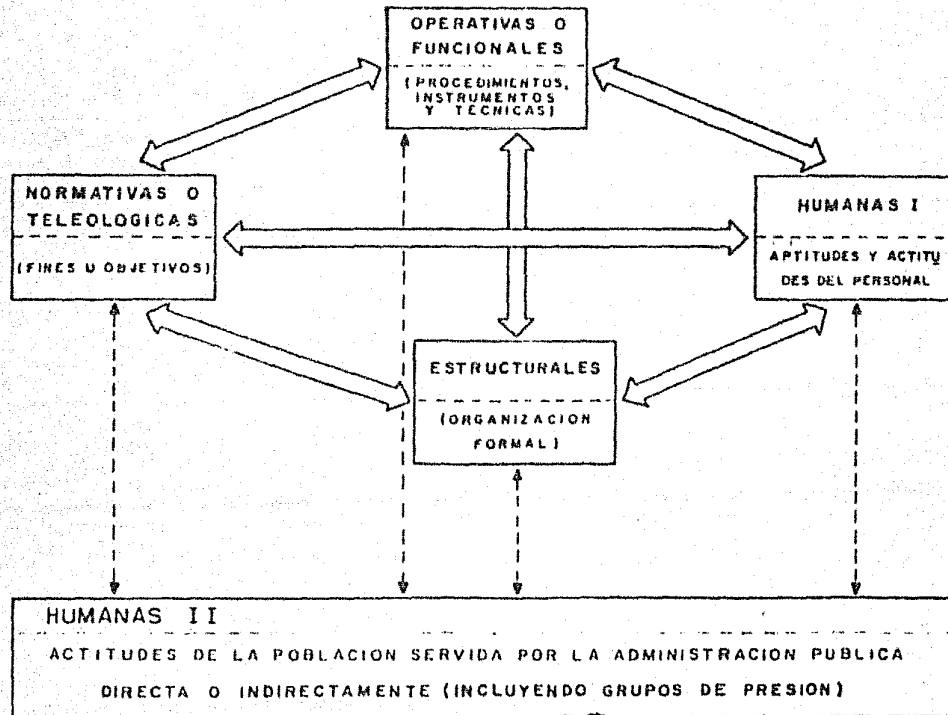 OPERATIVAS O
FUNCIONALES
(PROCEDIMIENTOS,
INSTRUMENTOS
Y TECNICAS)
NORMATIVAS O
TELEOLOGICAS
(FINES U OBJETIVOS)
HUMANAS I
APTITUDES Y ACTITU
DES DEL PERSONAL
ESTRUCTURALES
(ORGANIZACION
FORMAL)
HUMANAS II
ACTITUDES DE LA POBLACION SERVIDA POR LA ADMINISTRACION PUBLICA
DIRECTA O INDIRECTAMENTE (INCLUYENDO GRUPOS DE PRESION)